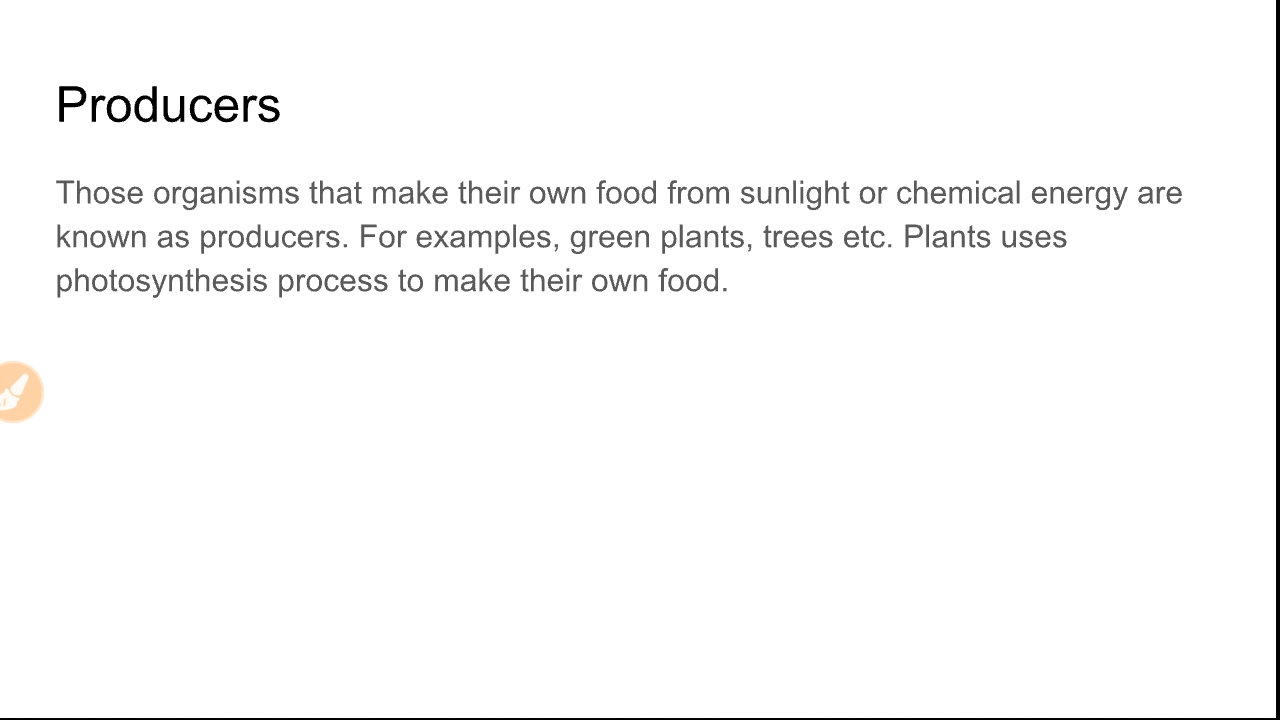 Producers
Those organisms that make their own food from sunlight or chemical energy are
known as producers. For examples, green plants, trees etc. Plants uses
photosynthesis process to make their own food.